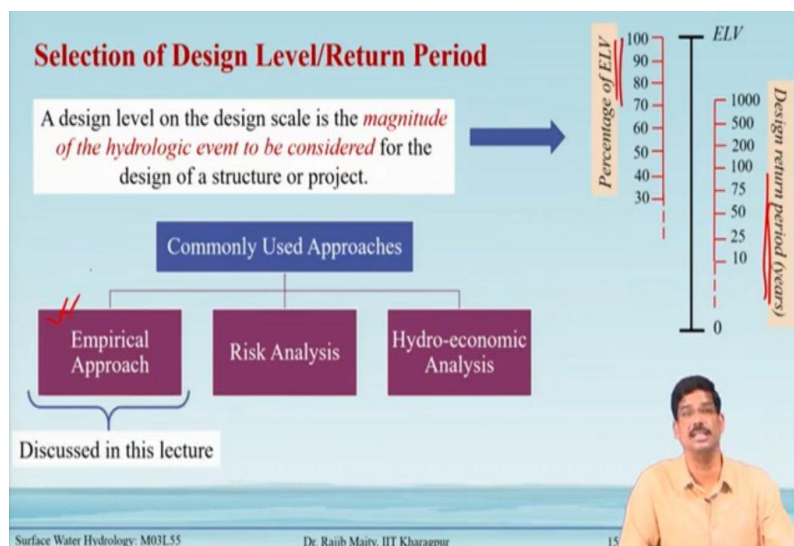 Selection of Design Level/Return Period
A design level on the design scale is the magnitude
of the hydrologic event to be considered for the
design of a structure or project.
Commonly Used Approaches
Empirical
Approach
Risk Analysis
Hydro-economic
Analysis
Discussed in this lecture
Percentage of ELV
100
90
80
70
60
50
40
30
ELV
0
1000
500
200
100
75
50
25
10
Design return period (years)
Surface Water Hydrology: M03L55
Dr. Rajib Maity, IIT Kharagpur
15